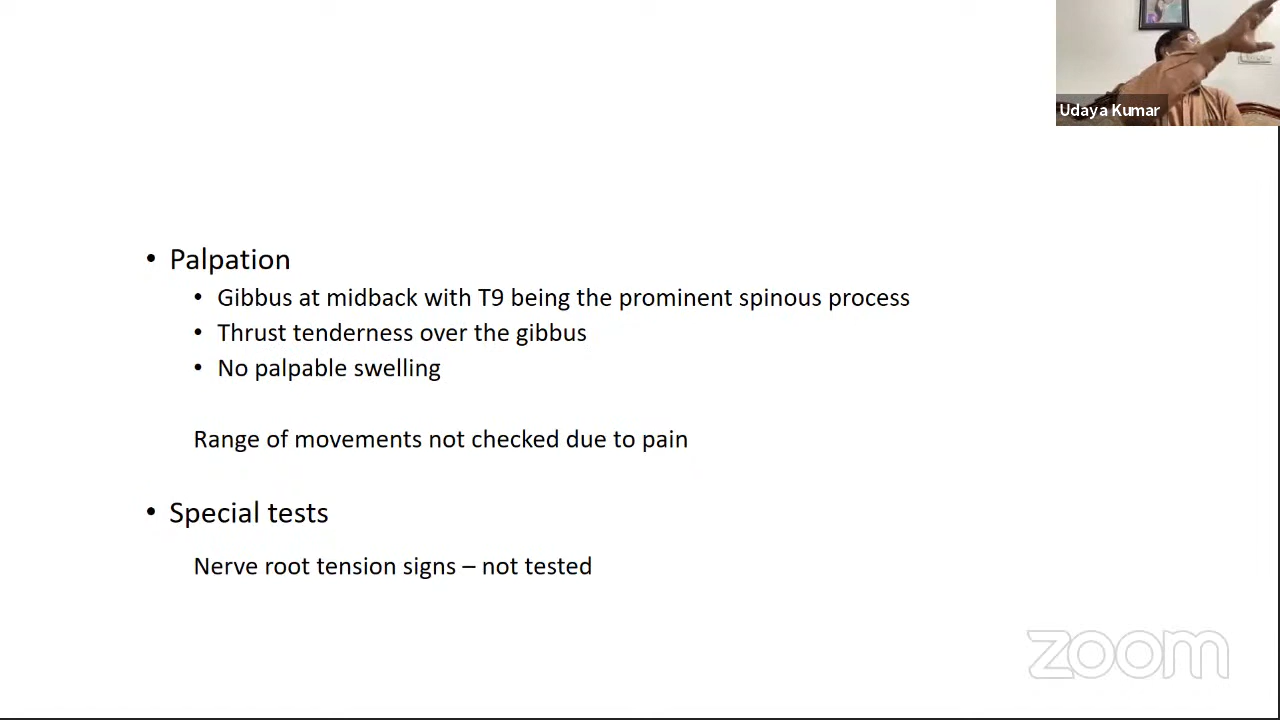 Udaya Kumar
• Palpation
• Gibbus at midback with T9 being the prominent spinous process
• Thrust tenderness over the gibbus
• No palpable swelling
Range of movements not checked due to pain
• Special tests
Nerve root tension signs – not tested
zoom